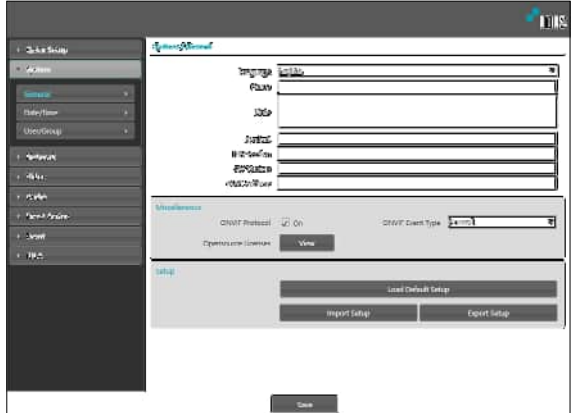 IDIS
Quick Setup
System
General
Date/Time
User/Group
Network
Video
Audio
Event Action
Event
System/General
Language
Name
Note
Miscellaneous
ONVIF Protocol On ONVIF Event Type
Opensource Licenses View
Setup
Load Default Setup
Import Setup Export Setup
Save